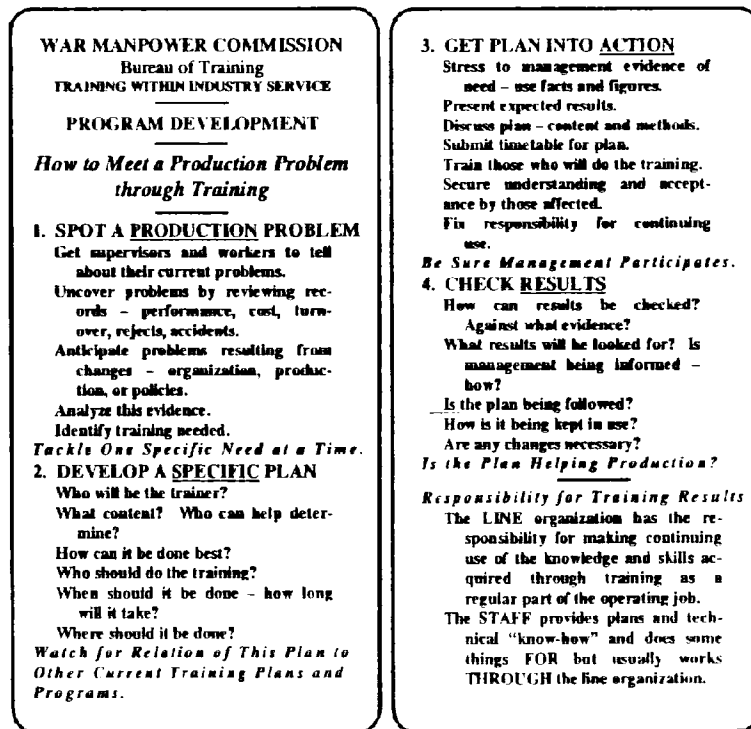 WAR MANPOWER COMMISSION
Bureau of Training
TRAINING WITHIN INDUSTRY SERVICE
PROGRAM DEVELOPMENT
How to Meet a Production Problem
through Training
1. SPOT A PRODUCTION PROBLEM
Get supervisors and workers to tell
about their current problems.
Uncover problems by reviewing rec-
ords – performance, cost, turn-
over, rejects, accidents.
Anticipate problems resulting from
changes – organization, produc-
tion, or policies.
Analyze this evidence.
Identify training needed.
Tackle One Specific Need at a Time.
2. DEVELOP A SPECIFIC PLAN
Who will be the trainer?
What content? Who can help deter-
mine?
How can it be done best?
Who should do the training?
When should it be done – how long
will it take?
Where should it be done?
Watch for Relation of This Plan to
Other Current Training Plans and
Programs.
3. GET PLAN INTO ACTION
Stress to management evidence of
need – use facts and figures.
Present expected results.
Discuss plan – content and methods.
Submit timetable for plan.
Train those who will do the training.
Secure understanding and accept-
ance by those affected.
Fix responsibility for continuing
use.
Be Sure Management Participates.
4. CHECK RESULTS
How can results be checked?
Against what evidence?
What results will be looked for? Is
management being informed –
how?
Is the plan being followed?
How is it being kept in use?
Are any changes necessary?
Is the Plan Helping Production?
Responsibility for Training Results
The LINE organization has the re-
sponsibility for making continuing
use of the knowledge and skills ac-
quired through training as a
regular part of the operating job.
The STAFF provides plans and tech-
nical "know-how" and does some
things FOR but usually works
THROUGH the line organization.